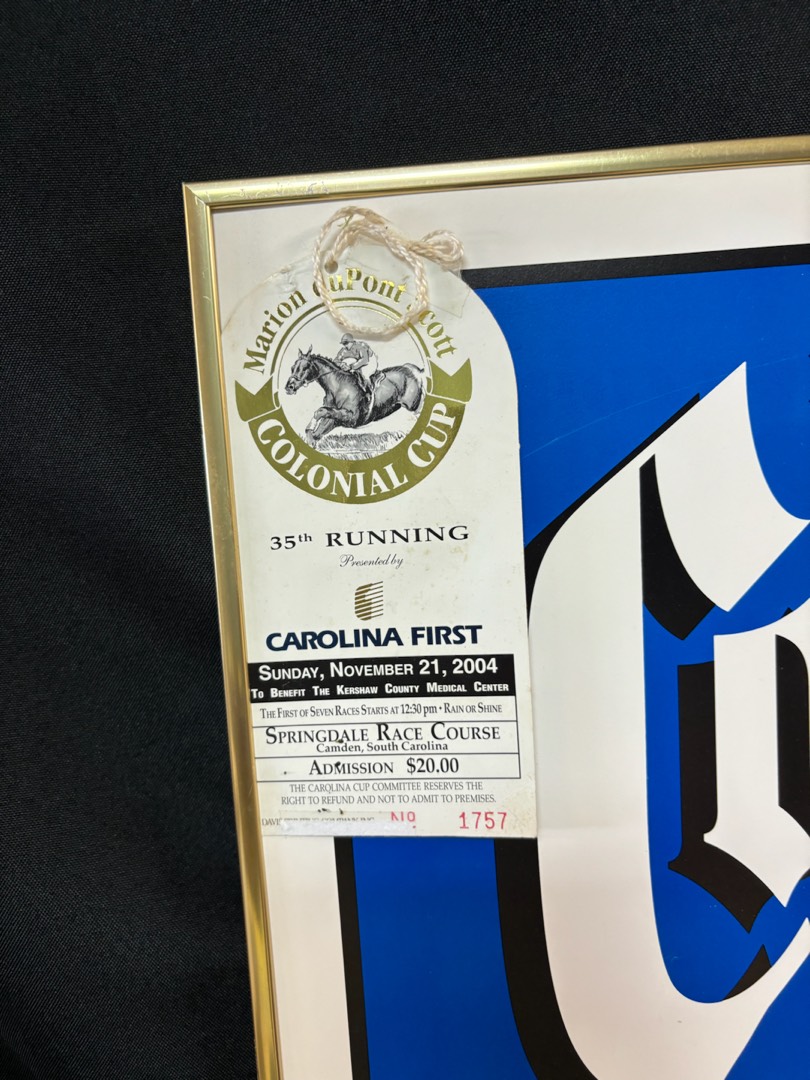 Marion duPont Scott
COLONIAL CUP
35th RUNNING
Presented by
CAROLINA FIRST
SUNDAY, NOVEMBER 21, 2004
TO BENEFIT THE KERSHAW COUNTY MEDICAL CENTER
THE FIRST OF SEVEN RACES STARTS AT 12:30 pm • RAIN OR SHINE
SPRINGDALE RACE COURSE
Camden, South Carolina
ADMISSION $20.00
THE CAROLINA CUP COMMITTEE RESERVES THE
RIGHT TO REFUND AND NOT TO ADMIT TO PREMISES.
No. 1757